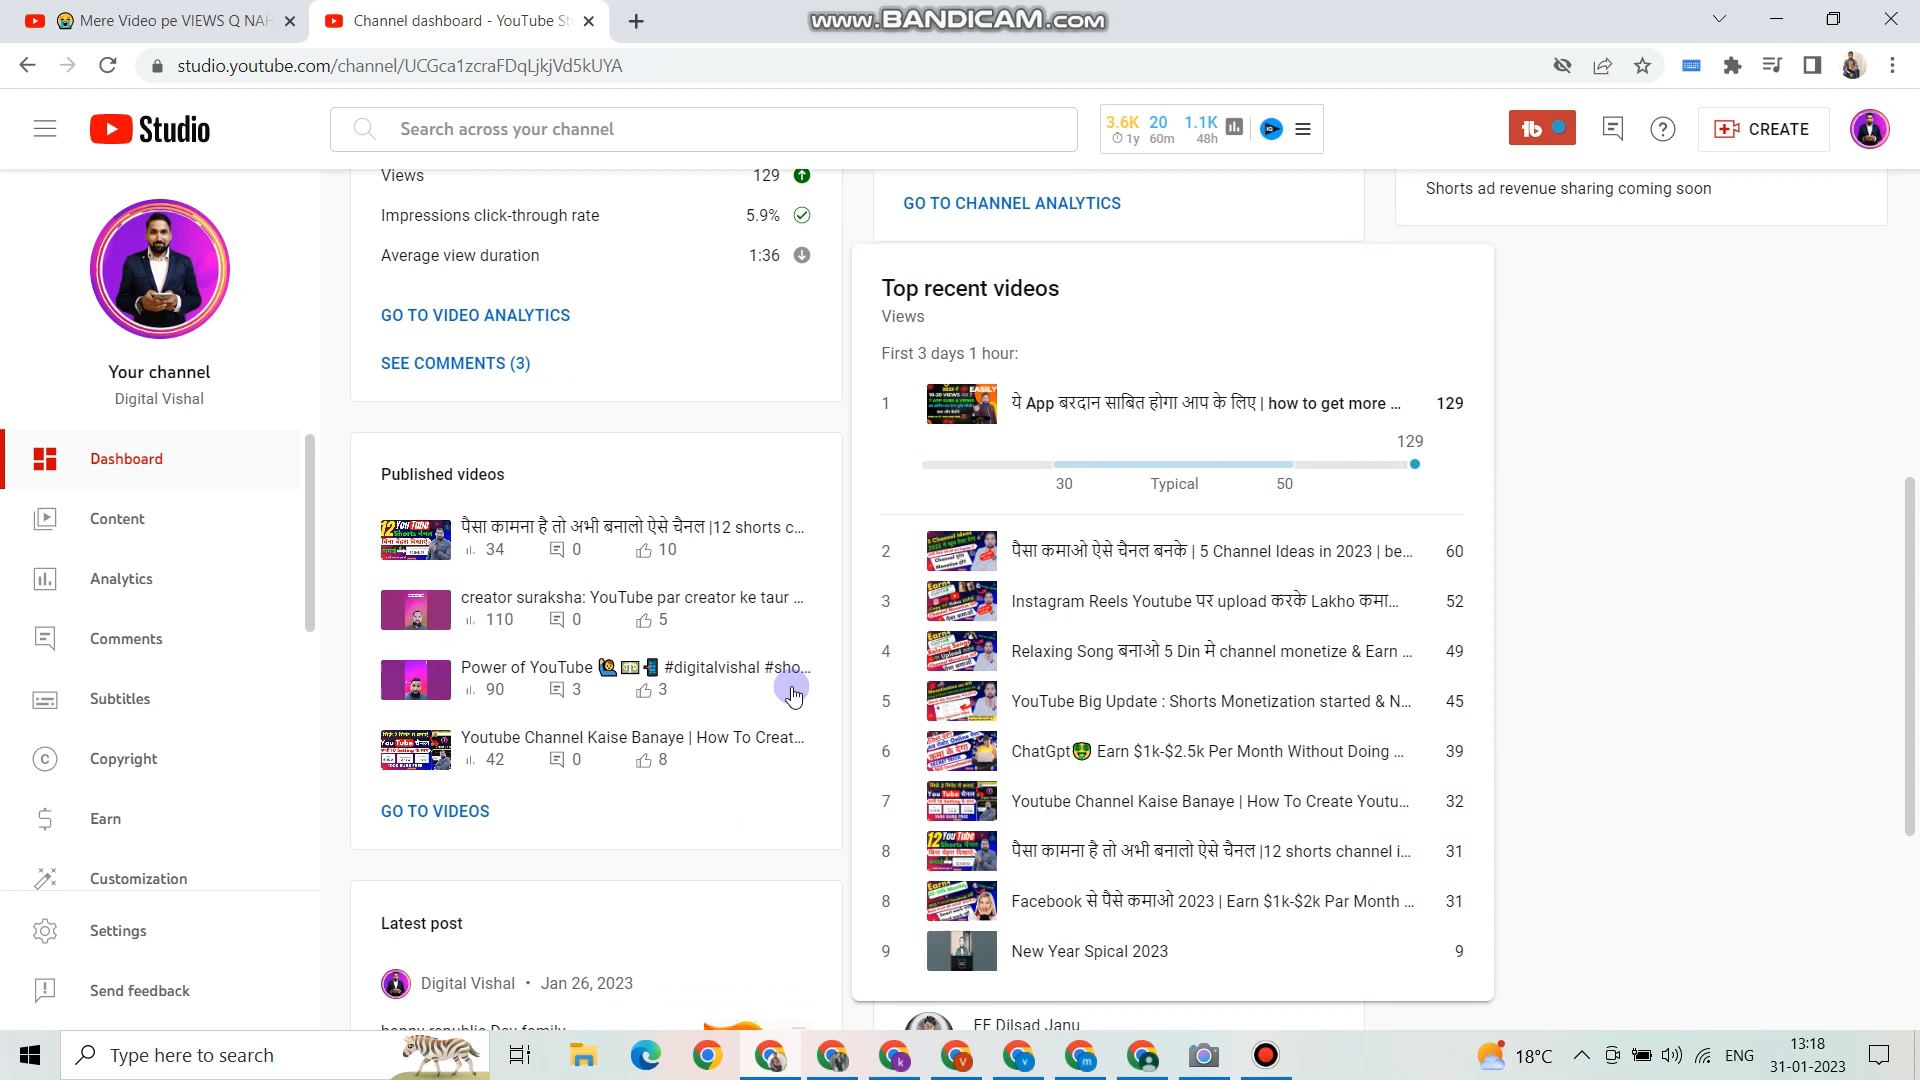 Mere Video pe VIEWS Q NAH
Channel dashboard - YouTube St
www.BANDICAM.com
studio.youtube.com/channel/UCGca1zcraFDqLjkjVd5kUYA
Studio
Search across your channel
3.6K 20 1.1K
1y 60m 48h
tb
CREATE
Your channel
Digital Vishal
Dashboard
Content
Analytics
Comments
Subtitles
Copyright
Earn
Customization
Settings
Send feedback
Views 129
Impressions click-through rate 5.9%
Average view duration 1:36
GO TO VIDEO ANALYTICS
SEE COMMENTS (3)
Published videos
पैसा कामना है तो अभी बनालो ऐसे चैनल |12 shorts c...
34 0 10
creator suraksha: YouTube par creator ke taur ...
110 0 5
Power of YouTube 🙋💵📲 #digitalvishal #sho...
90 3 3
Youtube Channel Kaise Banaye | How To Creat...
42 0 8
GO TO VIDEOS
Latest post
Digital Vishal • Jan 26, 2023
happy republic Day family
GO TO CHANNEL ANALYTICS
Shorts ad revenue sharing coming soon
Top recent videos
Views
First 3 days 1 hour:
1 ये App बरदान साबित होगा आप के लिए | how to get more ... 129
129
30 Typical 50
2 पैसा कमाओ ऐसे चैनल बनके | 5 Channel Ideas in 2023 | be... 60
3 Instagram Reels Youtube पर upload करके Lakho कमा... 52
4 Relaxing Song बनाओ 5 Din मे channel monetize & Earn ... 49
5 YouTube Big Update : Shorts Monetization started & N... 45
6 ChatGpt🤑 Earn $1k-$2.5k Per Month Without Doing ... 39
7 Youtube Channel Kaise Banaye | How To Create Youtu... 32
8 पैसा कामना है तो अभी बनालो ऐसे चैनल |12 shorts channel i... 31
8 Facebook से पैसे कमाओ 2023 | Earn $1k-$2k Par Month ... 31
9 New Year Spical 2023 9
FF Dilsad Janu
Type here to search
18°C
ENG
13:18
31-01-2023